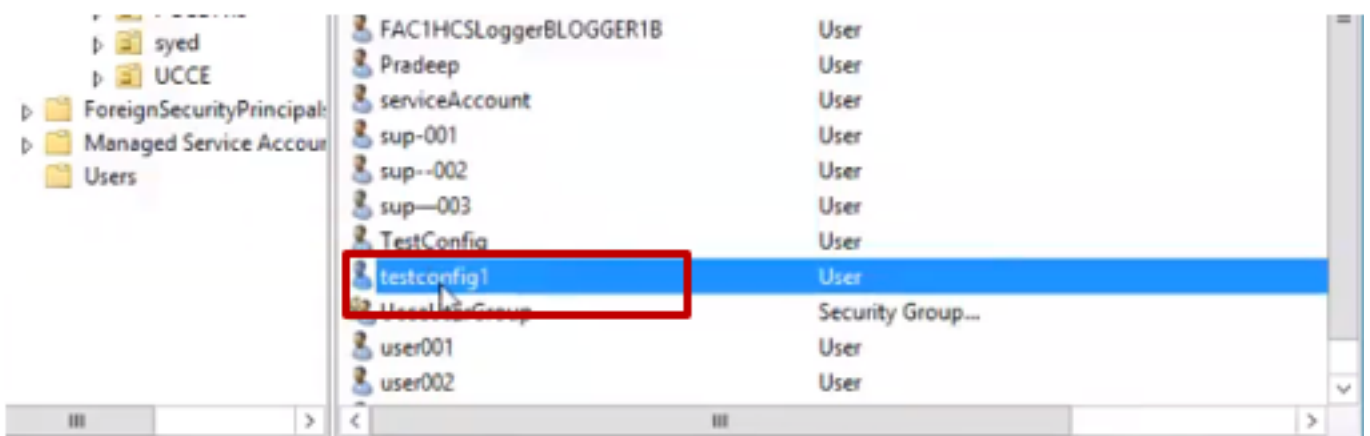 syed
UCCE
ForeignSecurityPrincipals
Managed Service Accour
Users
FAC1HCSLoggerBLOGGER1B User
Pradeep User
serviceAccount User
sup-001 User
sup--002 User
sup—003 User
TestConfig User
testconfig1 User
Security Group...
user001 User
user002 User